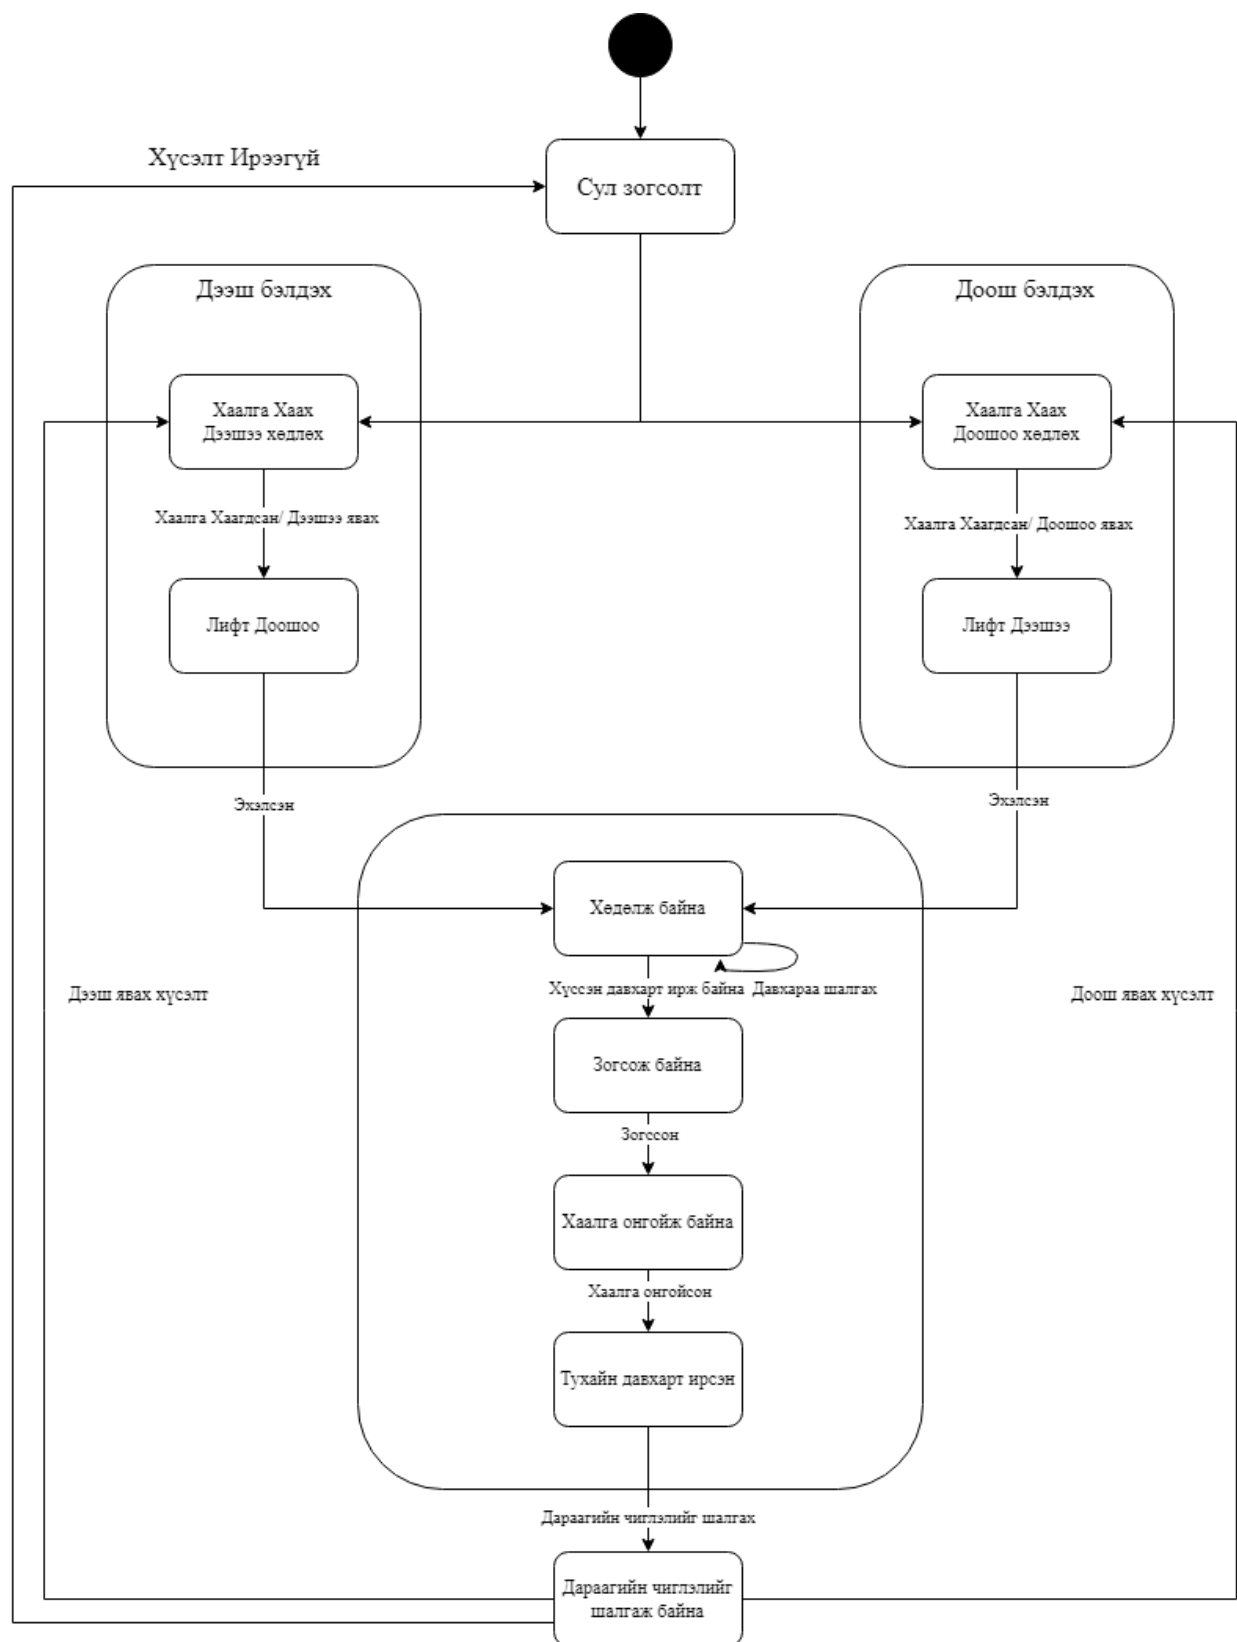 Хүсэлт Ирээгүй
Сул зогсолт
Дээш бэлдэх
Доош бэлдэх
Хаалга Хаах
Дээшээ хөдлөх
Хаалга Хаах
Доошоо хөдлөх
Хаалга Хаагдсан/ Дээшээ явах
Хаалга Хаагдсан/ Доошоо явах
Лифт Доошоо
Лифт Дээшээ
Эхэлсэн
Эхэлсэн
Хөдөлж байна
Хүссэн давхарт ирж байна
Давхараа шалгах
Дээш явах хүсэлт
Доош явах хүсэлт
Зогсож байна
Зогссон
Хаалга онгойж байна
Хаалга онгойсон
Тухайн давхарт ирсэн
Дараагийн чиглэлийг шалгах
Дараагийн чиглэлийг
шалгаж байна